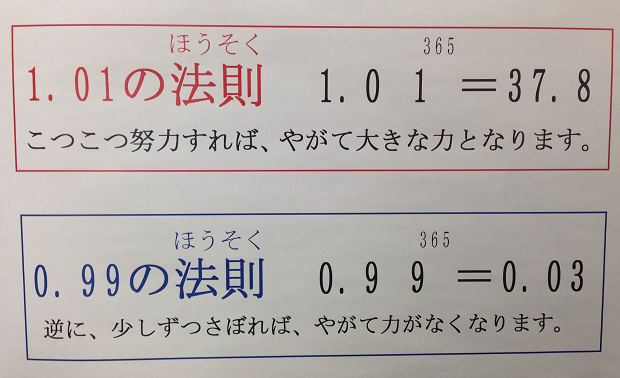 ほうそく
365
1.01の法則 1.01=37.8
こつこつ努力すれば、やがて大きな力となります。
ほうそく
365
0.99の法則 0.99=0.03
逆に、少しずつさぼれば、やがて力がなくなります。